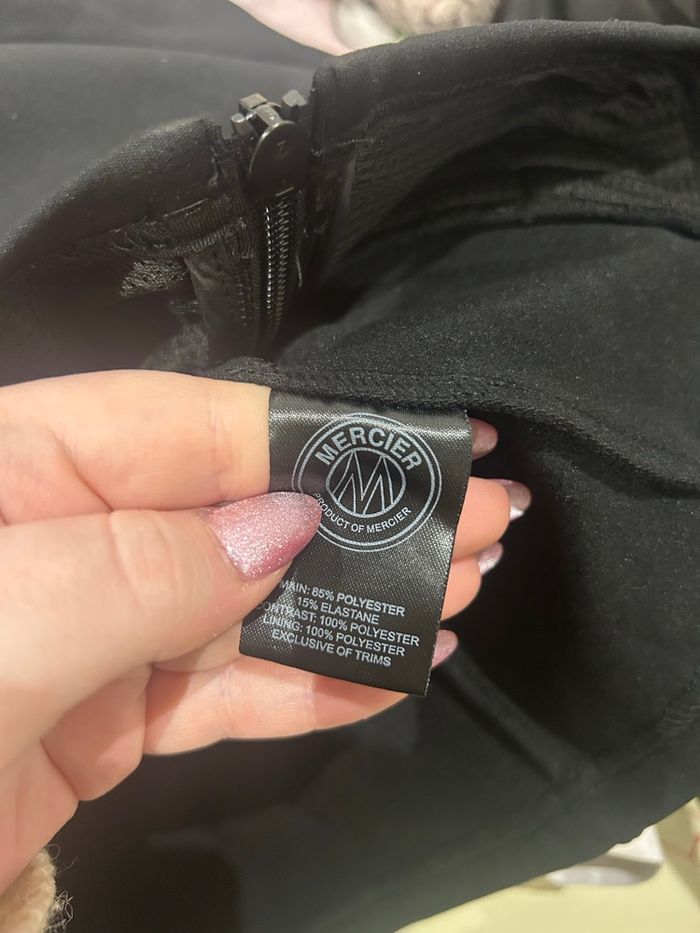 MERCIER
M
PRODUCT OF MERCIER
MAIN: 85% POLYESTER
15% ELASTANE
CONTRAST: 100% POLYESTER
LINING: 100% POLYESTER
EXCLUSIVE OF TRIMS